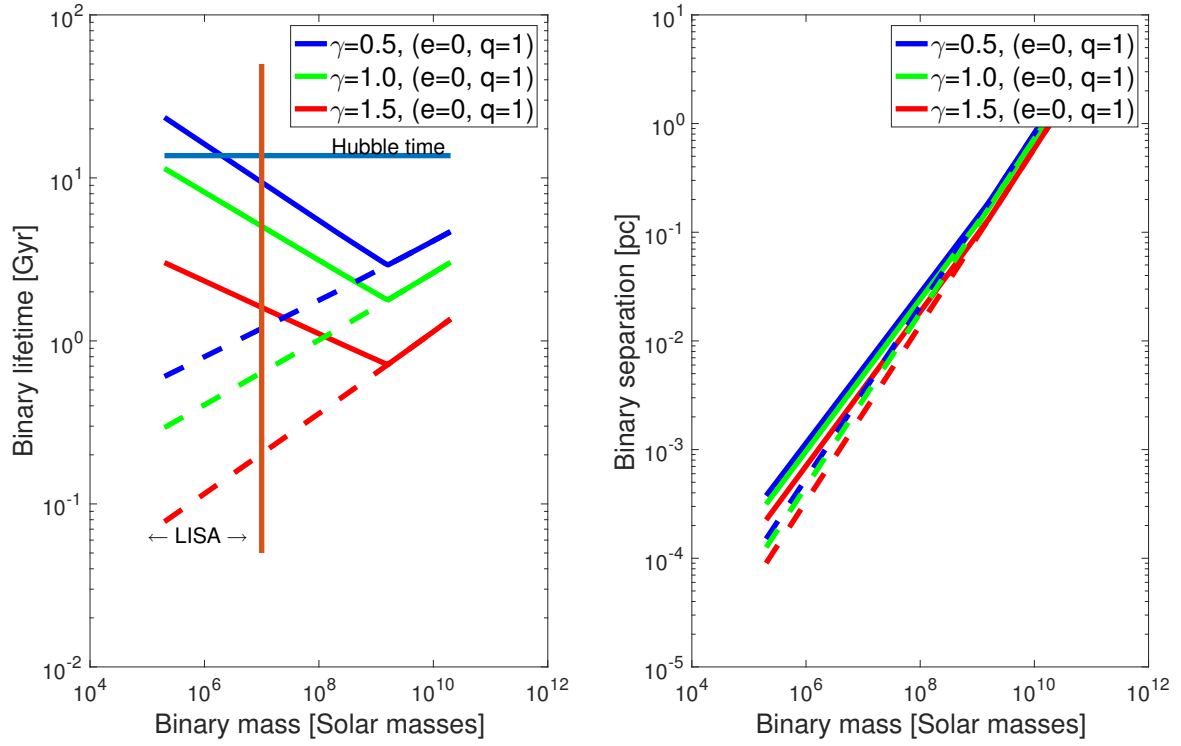 10^2
10^1
10^0
10^-1
10^-2
Binary lifetime [Gyr]
γ=0.5, (e=0, q=1)
γ=1.0, (e=0, q=1)
γ=1.5, (e=0, q=1)
Hubble time
← LISA →
10^4 10^6 10^8 10^10 10^12
Binary mass [Solar masses]
10^1
10^0
10^-1
10^-2
10^-3
10^-4
10^-5
Binary separation [pc]
γ=0.5, (e=0, q=1)
γ=1.0, (e=0, q=1)
γ=1.5, (e=0, q=1)
10^4 10^6 10^8 10^10 10^12
Binary mass [Solar masses]